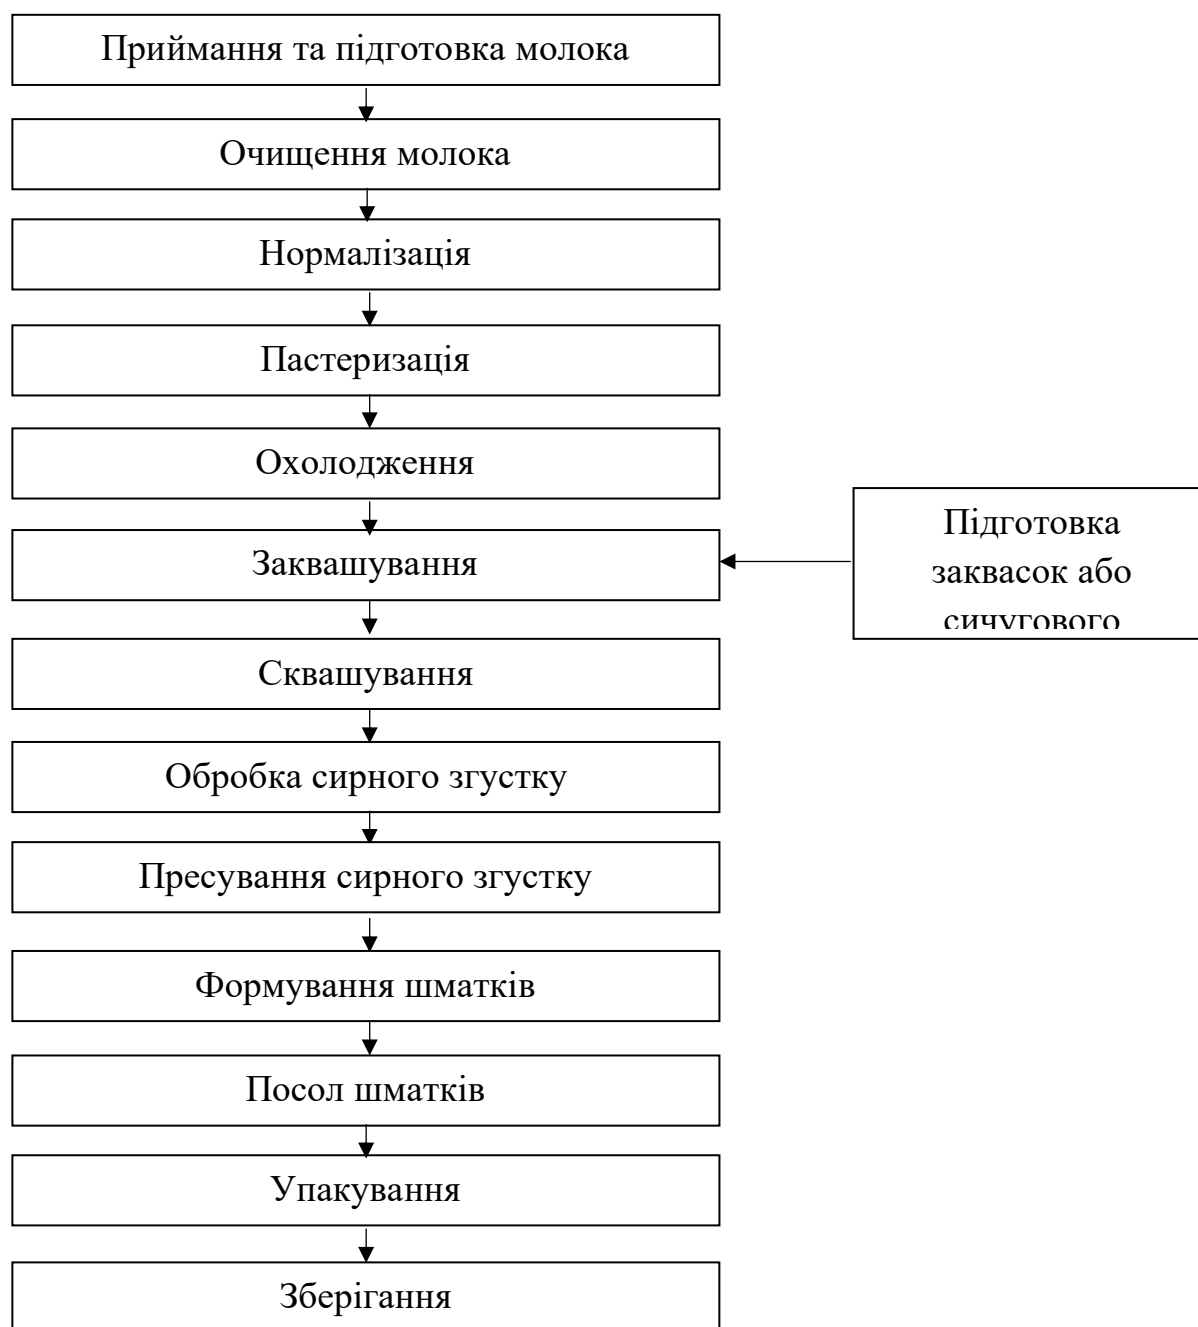 Приймання та підготовка молока
Очищення молока
Нормалізація
Пастеризація
Охолодження
Заквашування
Підготовка
заквасок або
сичугового
Сквашування
Обробка сирного згустку
Пресування сирного згустку
Формування шматків
Посол шматків
Упакування
Зберігання